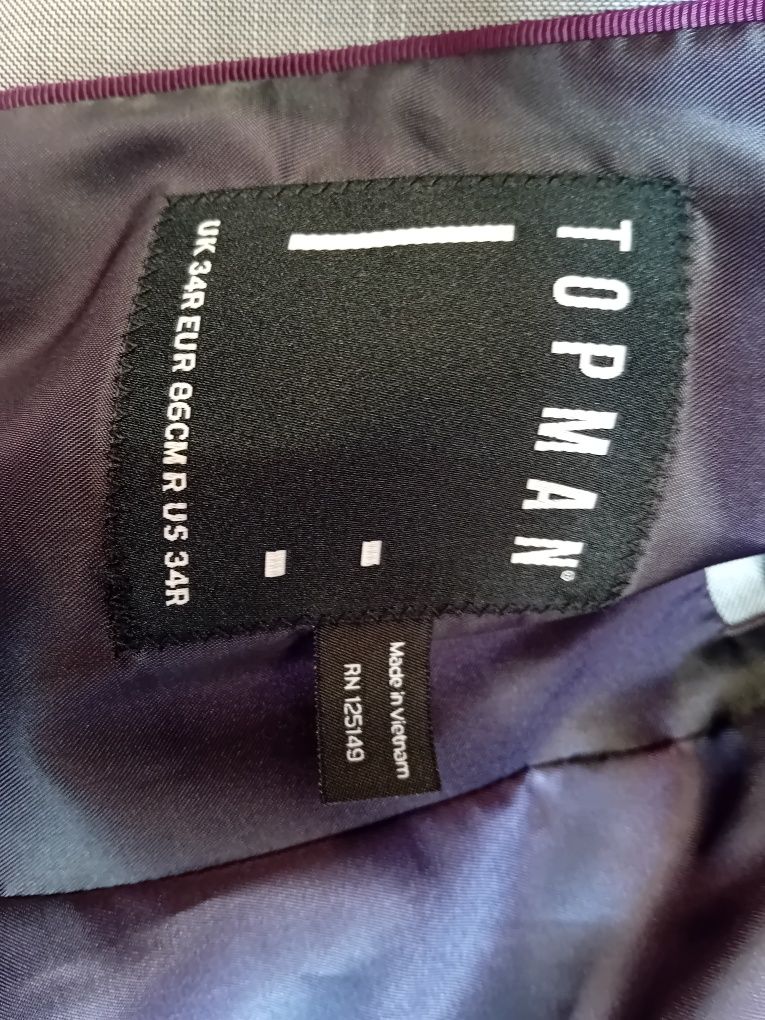 TOPMAN®
UK 34R EUR 86CM R US 34R
Made in Vietnam
RN 125149